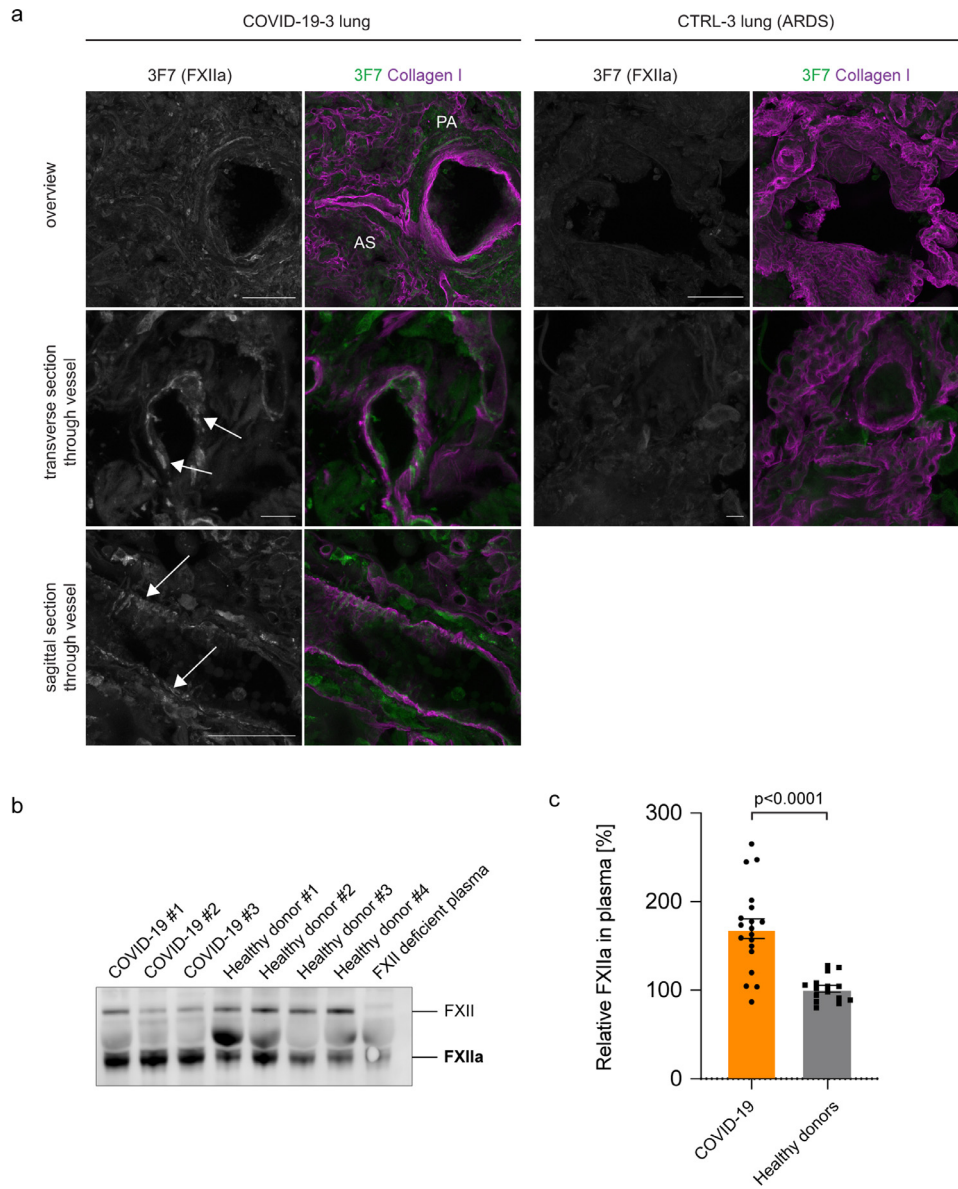 a
COVID-19-3 lung
CTRL-3 lung (ARDS)
3F7 (FXIIa)
3F7 Collagen I
3F7 (FXIIa)
3F7 Collagen I
overview
PA
AS
transverse section
through vessel
sagittal section
through vessel
b
COVID-19 #1
COVID-19 #2
COVID-19 #3
Healthy donor #1
Healthy donor #2
Healthy donor #3
Healthy donor #4
FXII deficient plasma
FXII
FXIIa
c
p<0.0001
Relative FXIIa in plasma [%]
300
200
100
0
COVID-19
Healthy donors